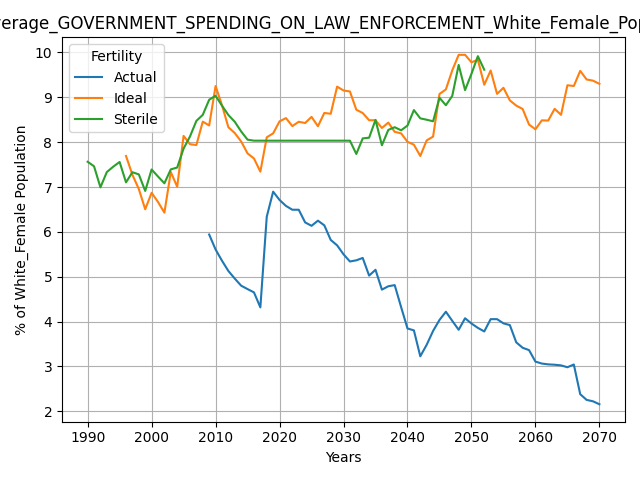 verage_GOVERNMENT_SPENDING_ON_LAW_ENFORCEMENT_White_Female_Pop
Fertility
Actual
Ideal
Sterile
% of White_Female Population
10
9
8
7
6
5
4
3
2
1990 2000 2010 2020 2030 2040 2050 2060 2070
Years